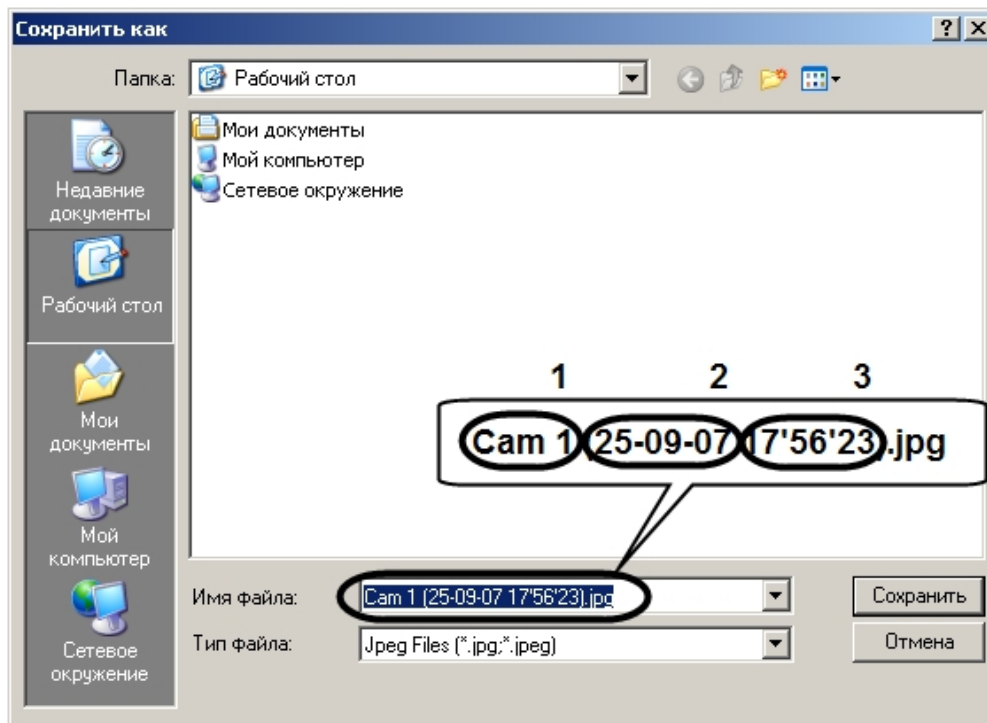 Сохранить как
Папка: Рабочий стол
Мои документы
Мой компьютер
Сетевое окружение
Недавние
документы
Рабочий стол
Мои
документы
Мой
компьютер
Сетевое
окружение
1 2 3
Cam 1 (25-09-07 17'56'23).jpg
Имя файла: Cam 1 (25-09-07 17'56'23).jpg
Сохранить
Тип файла: Jpeg Files (*.jpg;*.jpeg)
Отмена